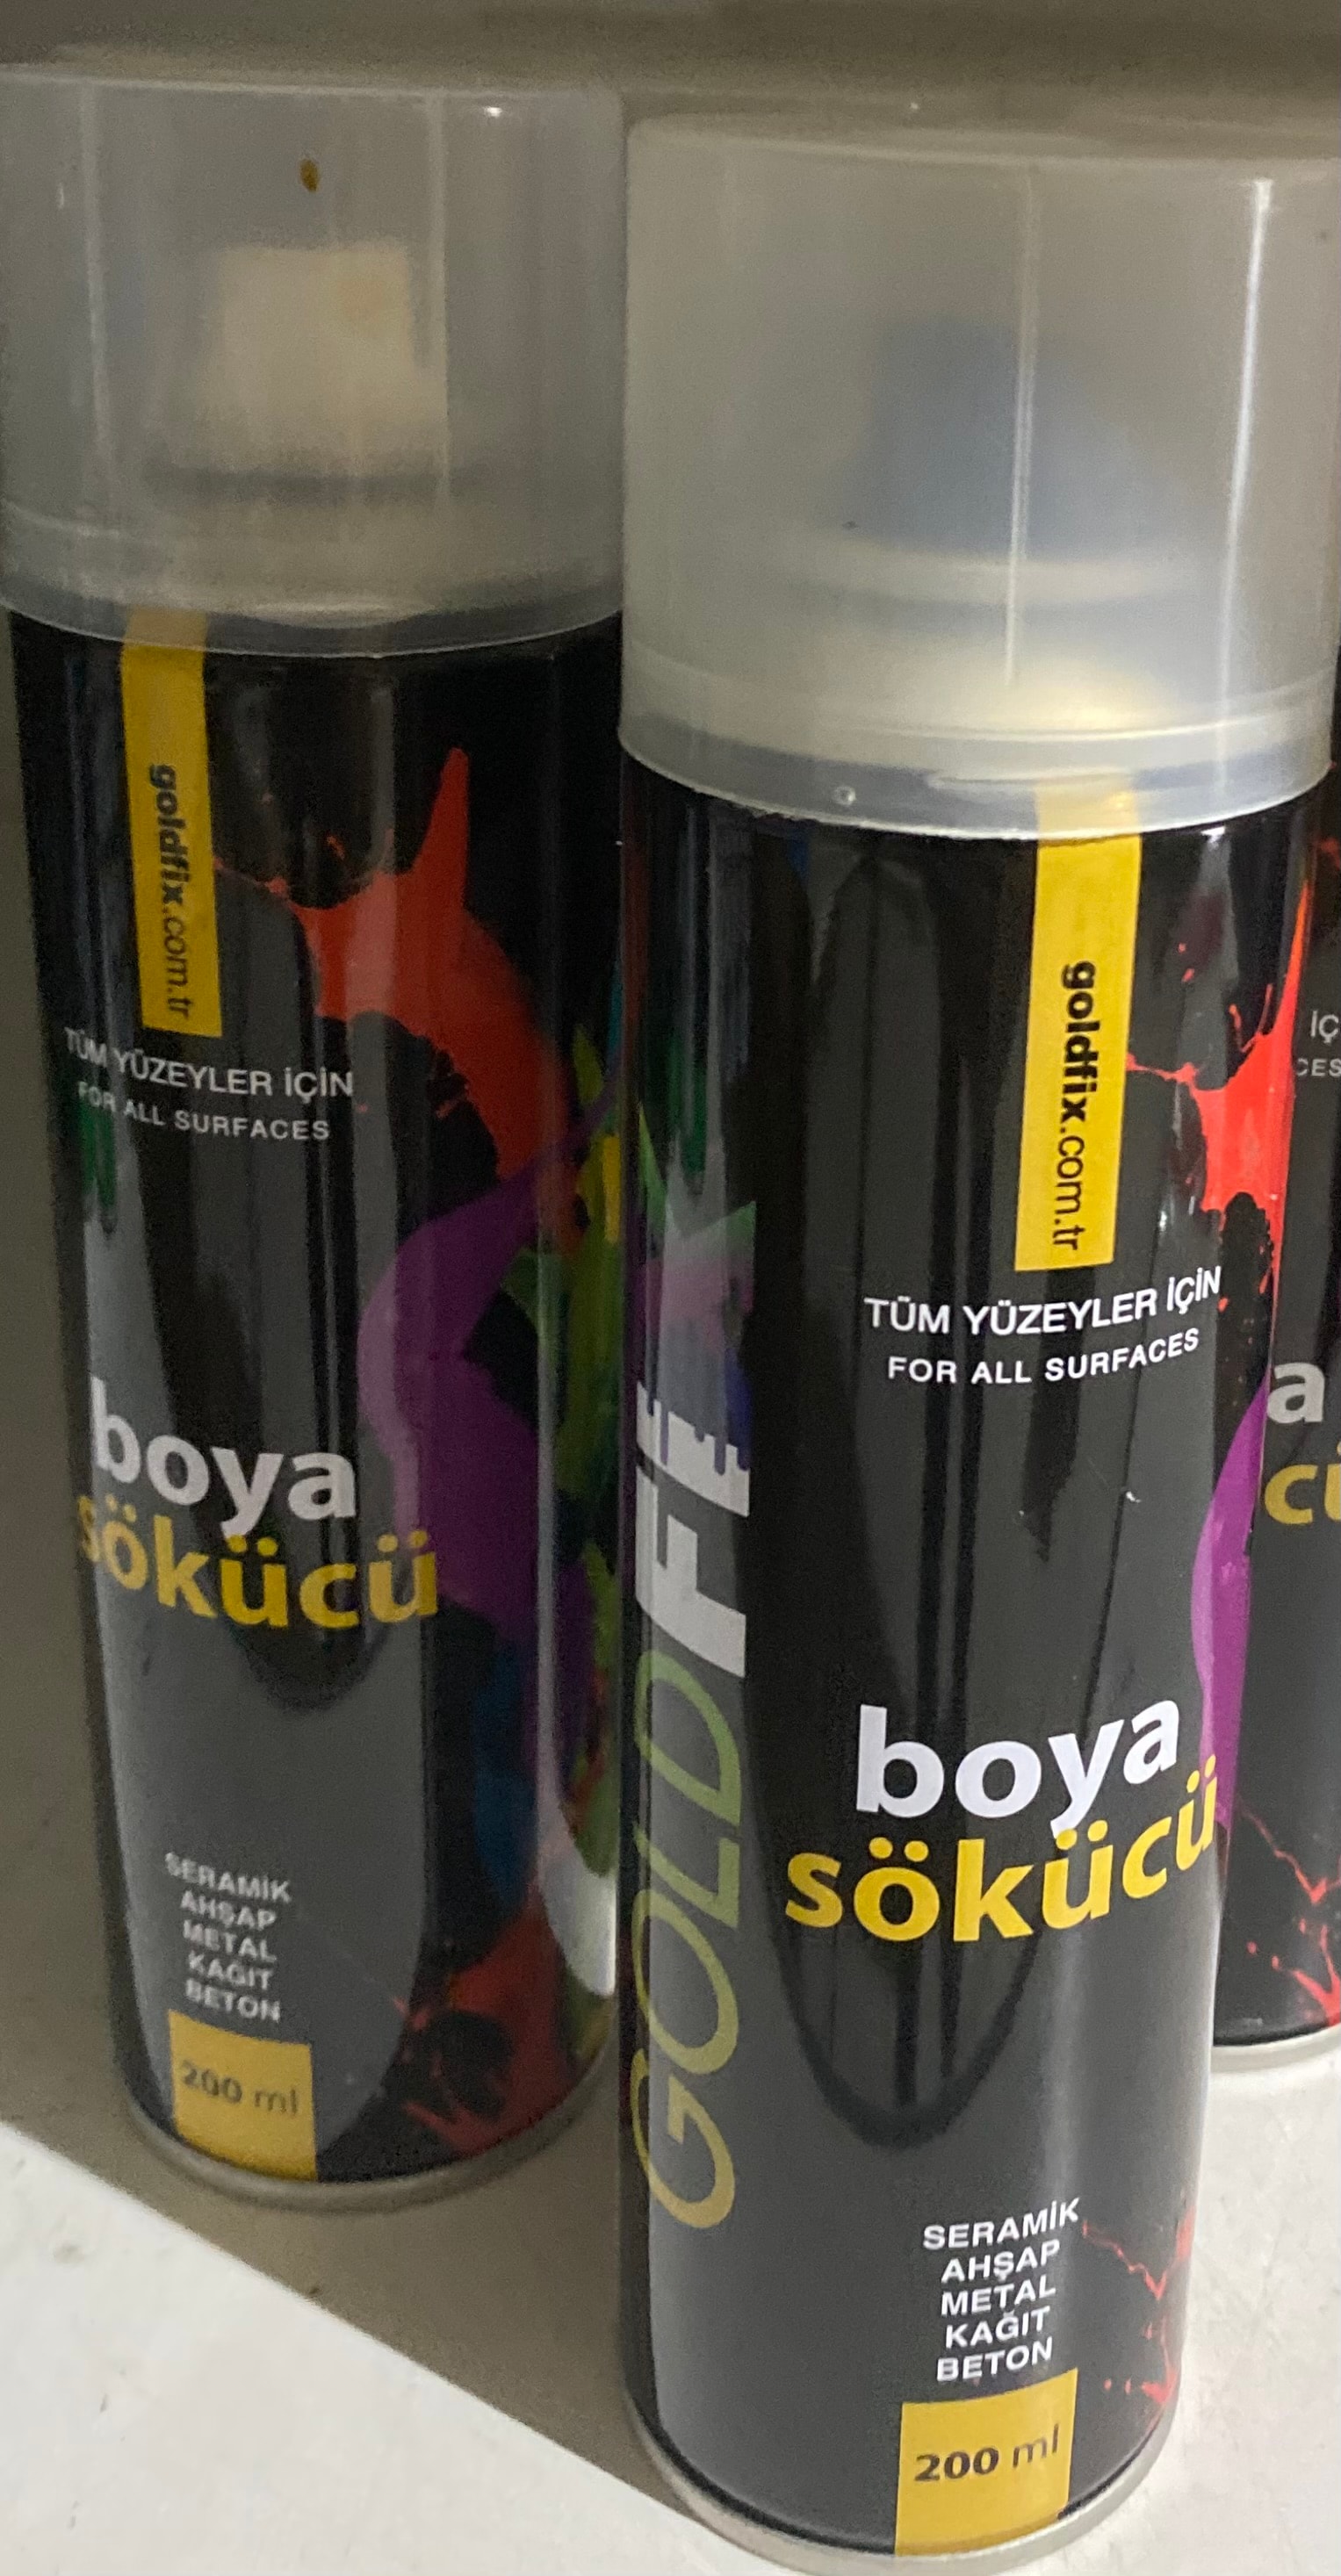 goldfix.com.tr
TÜM YÜZEYLER İÇİN
FOR ALL SURFACES
boya
sökücü
SERAMİK
AHŞAP
METAL
KAĞIT
BETON
200 ml
GOLDFİX
goldfix.com.tr
TÜM YÜZEYLER İÇİN
FOR ALL SURFACES
boya
sökücü
SERAMİK
AHŞAP
METAL
KAĞIT
BETON
200 ml